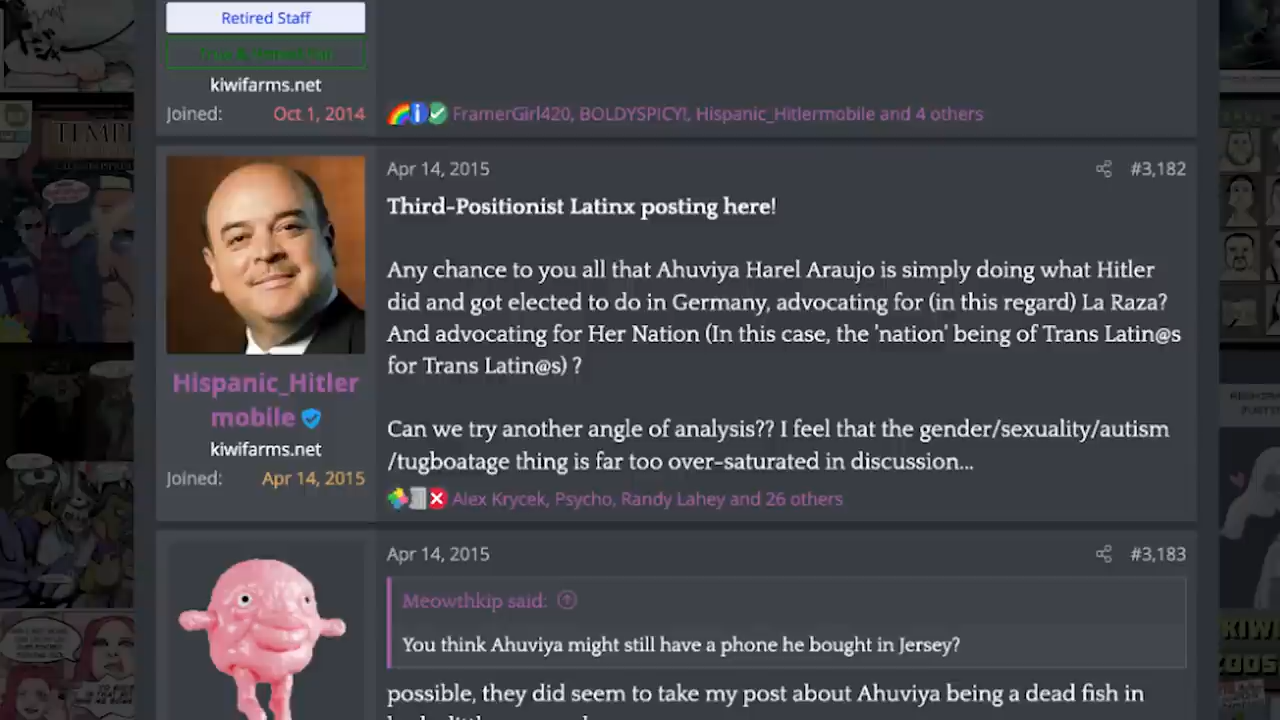 Retired Staff
kiwifarms.net
Joined: Oct 1, 2014
FramerGirl420, BOLDYSPICY!, Hispanic_Hitlermobile and 4 others
Apr 14, 2015 #3,182
Third-Positionist Latinx posting here!
Any chance to you all that Ahuviya Harel Araujo is simply doing what Hitler
did and got elected to do in Germany, advocating for (in this regard) La Raza?
And advocating for Her Nation (In this case, the 'nation' being of Trans Latin@s
for Trans Latin@s) ?
Hispanic_Hitler
mobile
kiwifarms.net
Joined: Apr 14, 2015
Can we try another angle of analysis?? I feel that the gender/sexuality/autism
/tugboatage thing is far too over-saturated in discussion...
Alex Krycek, Psycho, Randy Lahey and 26 others
Apr 14, 2015 #3,183
Meowthkip said:
You think Ahuviya might still have a phone he bought in Jersey?
possible, they did seem to take my post about Ahuviya being a dead fish in